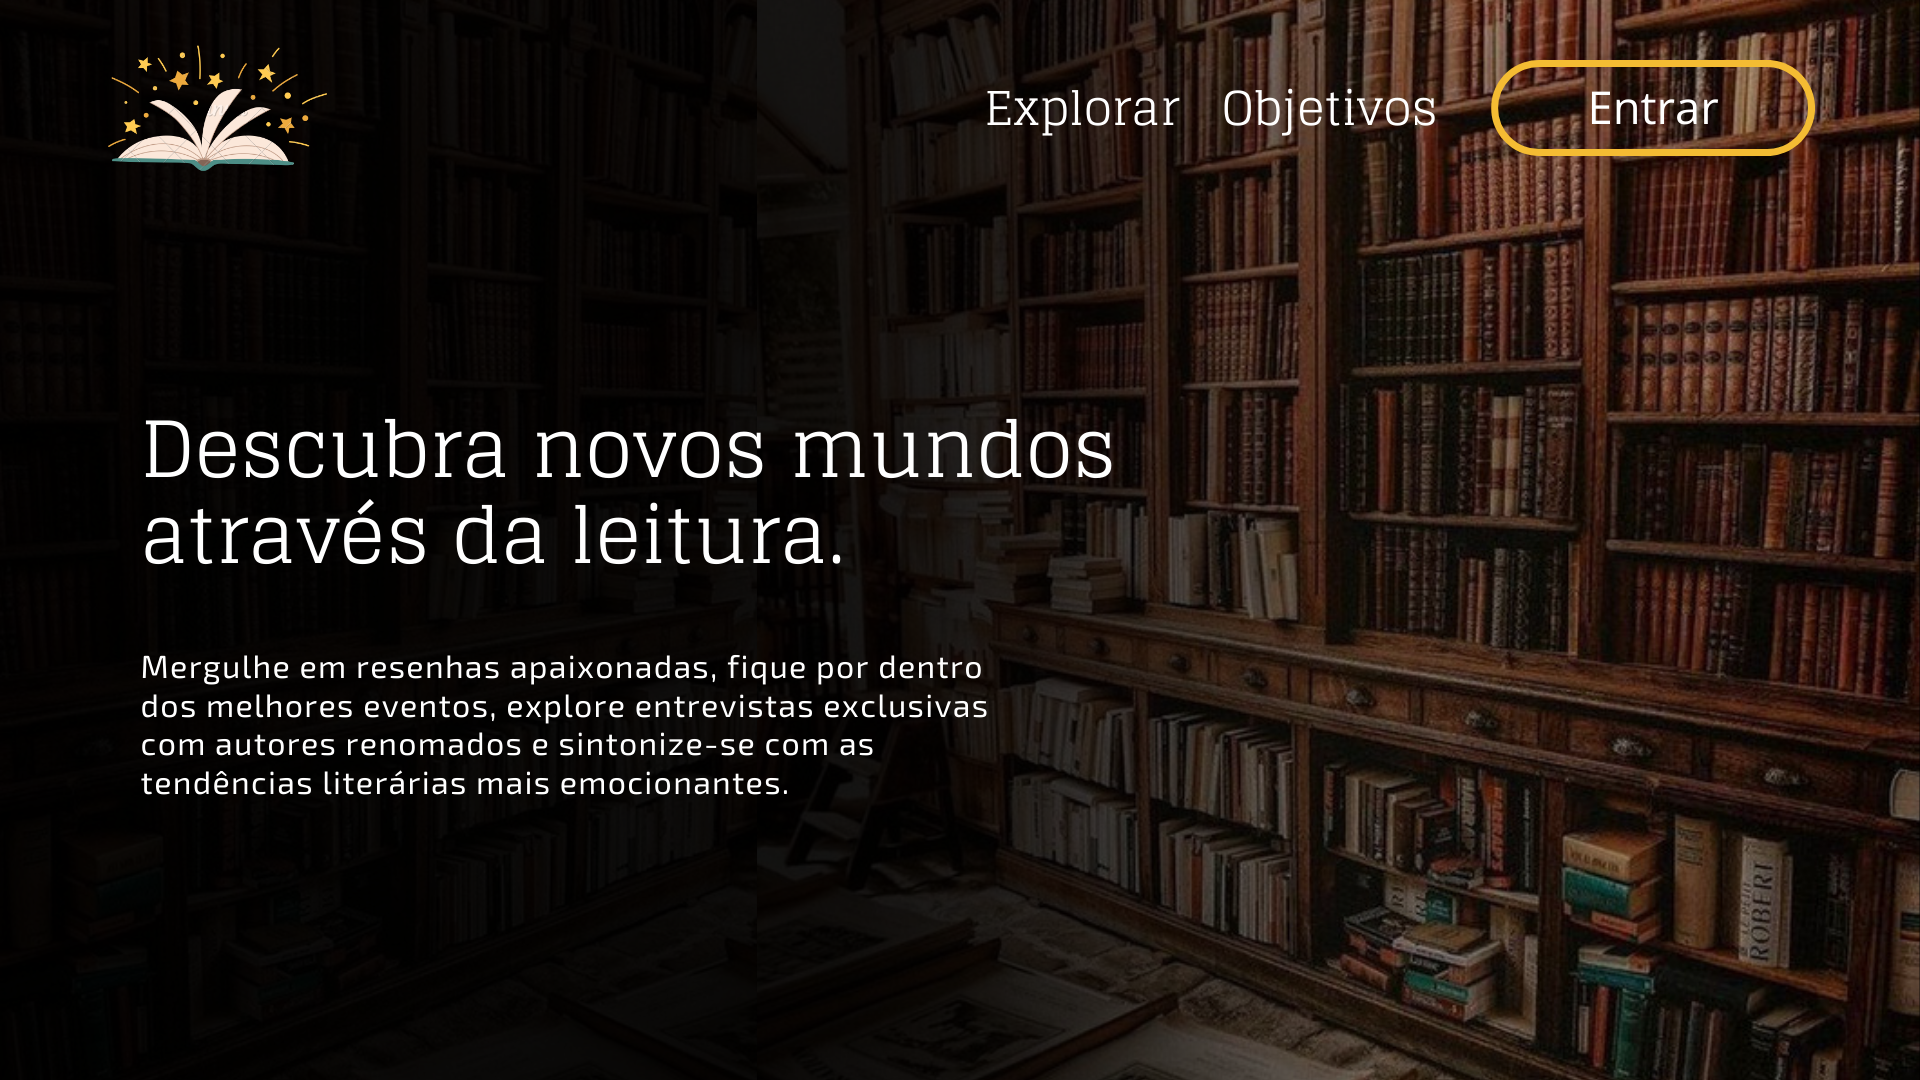 Explorar Objetivos Entrar
Descubra novos mundos
através da leitura.
Mergulhe em resenhas apaixonadas, fique por dentro
dos melhores eventos, explore entrevistas exclusivas
com autores renomados e sintonize-se com as
tendências literárias mais emocionantes.
ROBERT